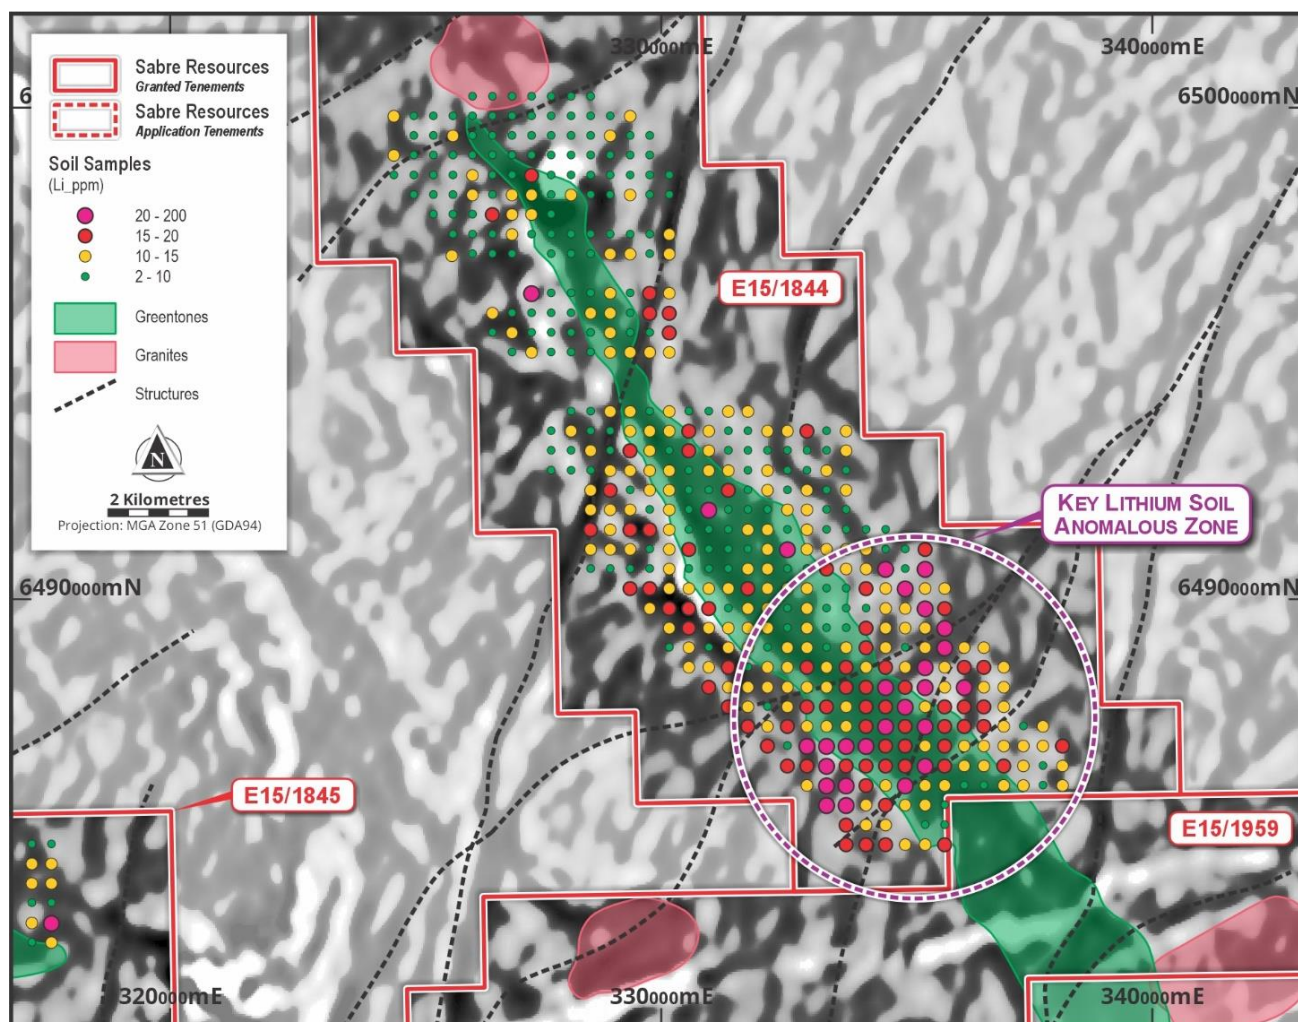 330000mE
340000mE
6
6500000mN
Sabre Resources
Granted Tenements
Sabre Resources
Application Tenements
Soil Samples
(Li_ppm)
20 - 200
15 - 20
10 - 15
2 - 10
Greentones
Granites
Structures
N
2 Kilometres
Projection: MGA Zone 51 (GDA94)
E15/1844
KEY LITHIUM SOIL
ANOMALOUS ZONE
6490000mN
6490000mN
E15/1845
E15/1959
320000mE
330000mE
340000mE